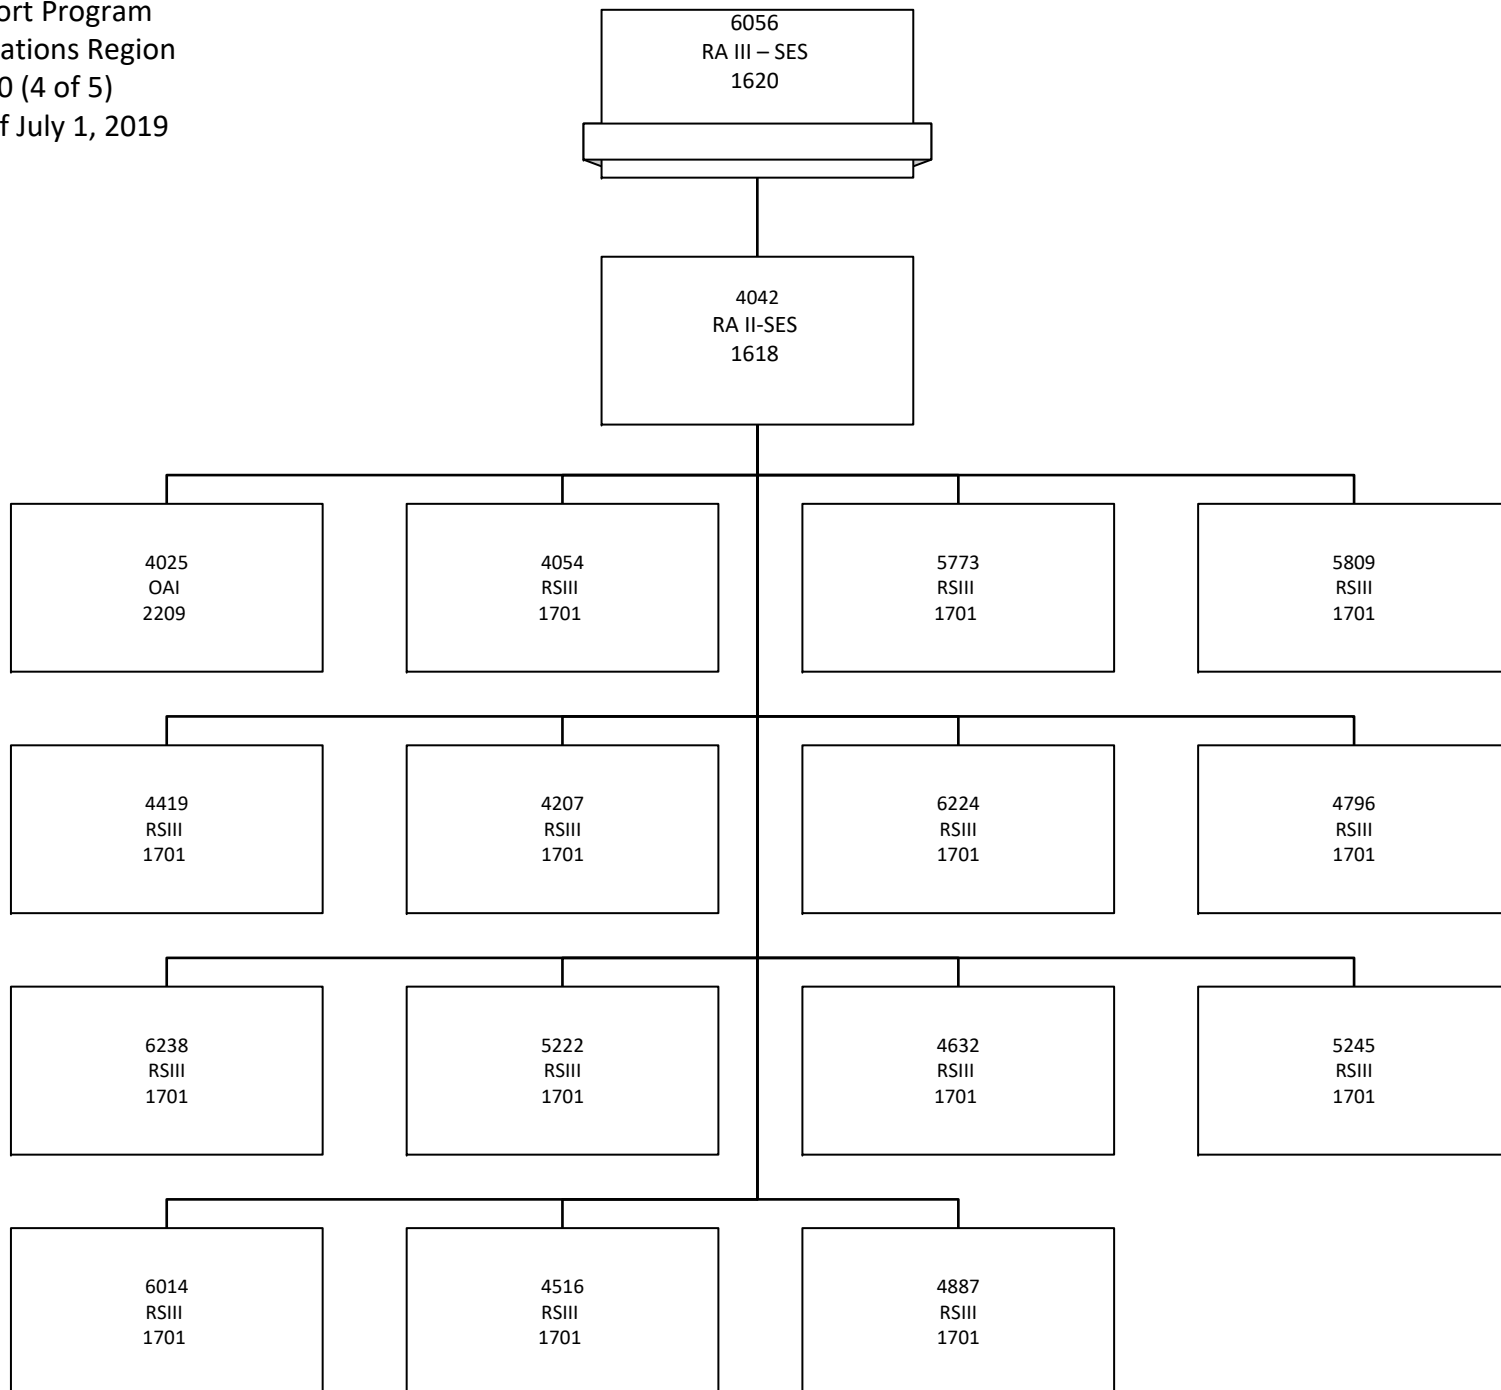 ort Program
ations Region
0 (4 of 5)
f July 1, 2019
6056
RA III – SES
1620
4042
RA II-SES
1618
4025
OAI
2209
4054
RSIII
1701
5773
RSIII
1701
5809
RSIII
1701
4419
RSIII
1701
4207
RSIII
1701
6224
RSIII
1701
4796
RSIII
1701
6238
RSIII
1701
5222
RSIII
1701
4632
RSIII
1701
5245
RSIII
1701
6014
RSIII
1701
4516
RSIII
1701
4887
RSIII
1701